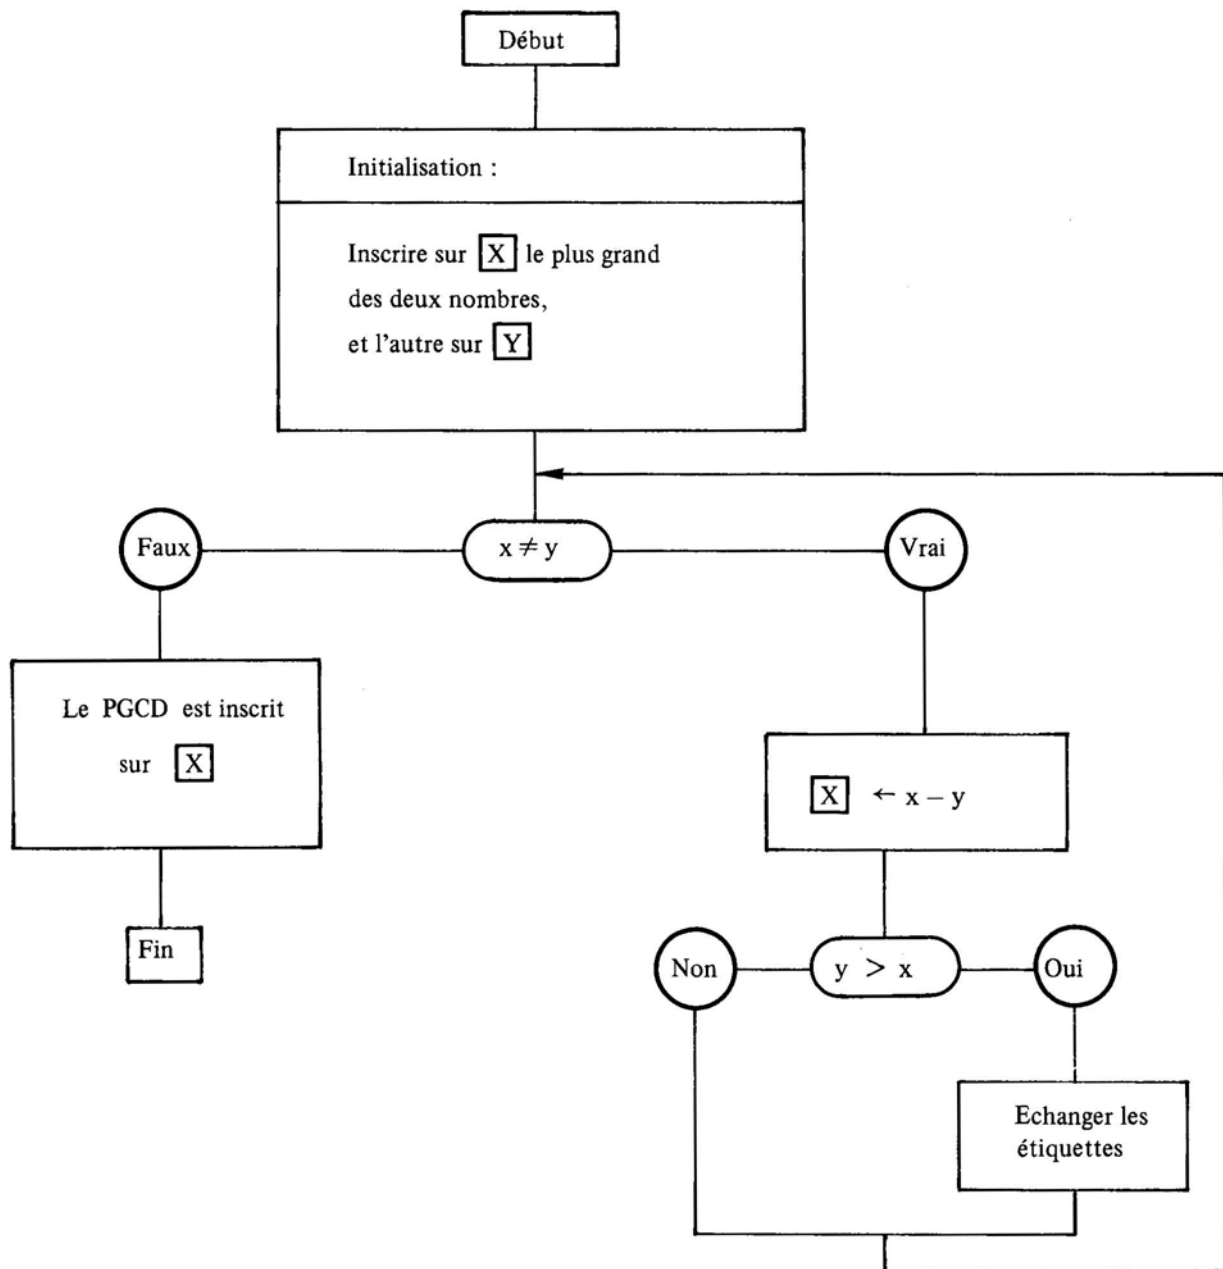 Début
Initialisation :
Inscrire sur X le plus grand
des deux nombres,
et l'autre sur Y
Faux
x ≠ y
Vrai
Le PGCD est inscrit
sur X
X ← x – y
Fin
Non
y > x
Oui
Echanger les
étiquettes